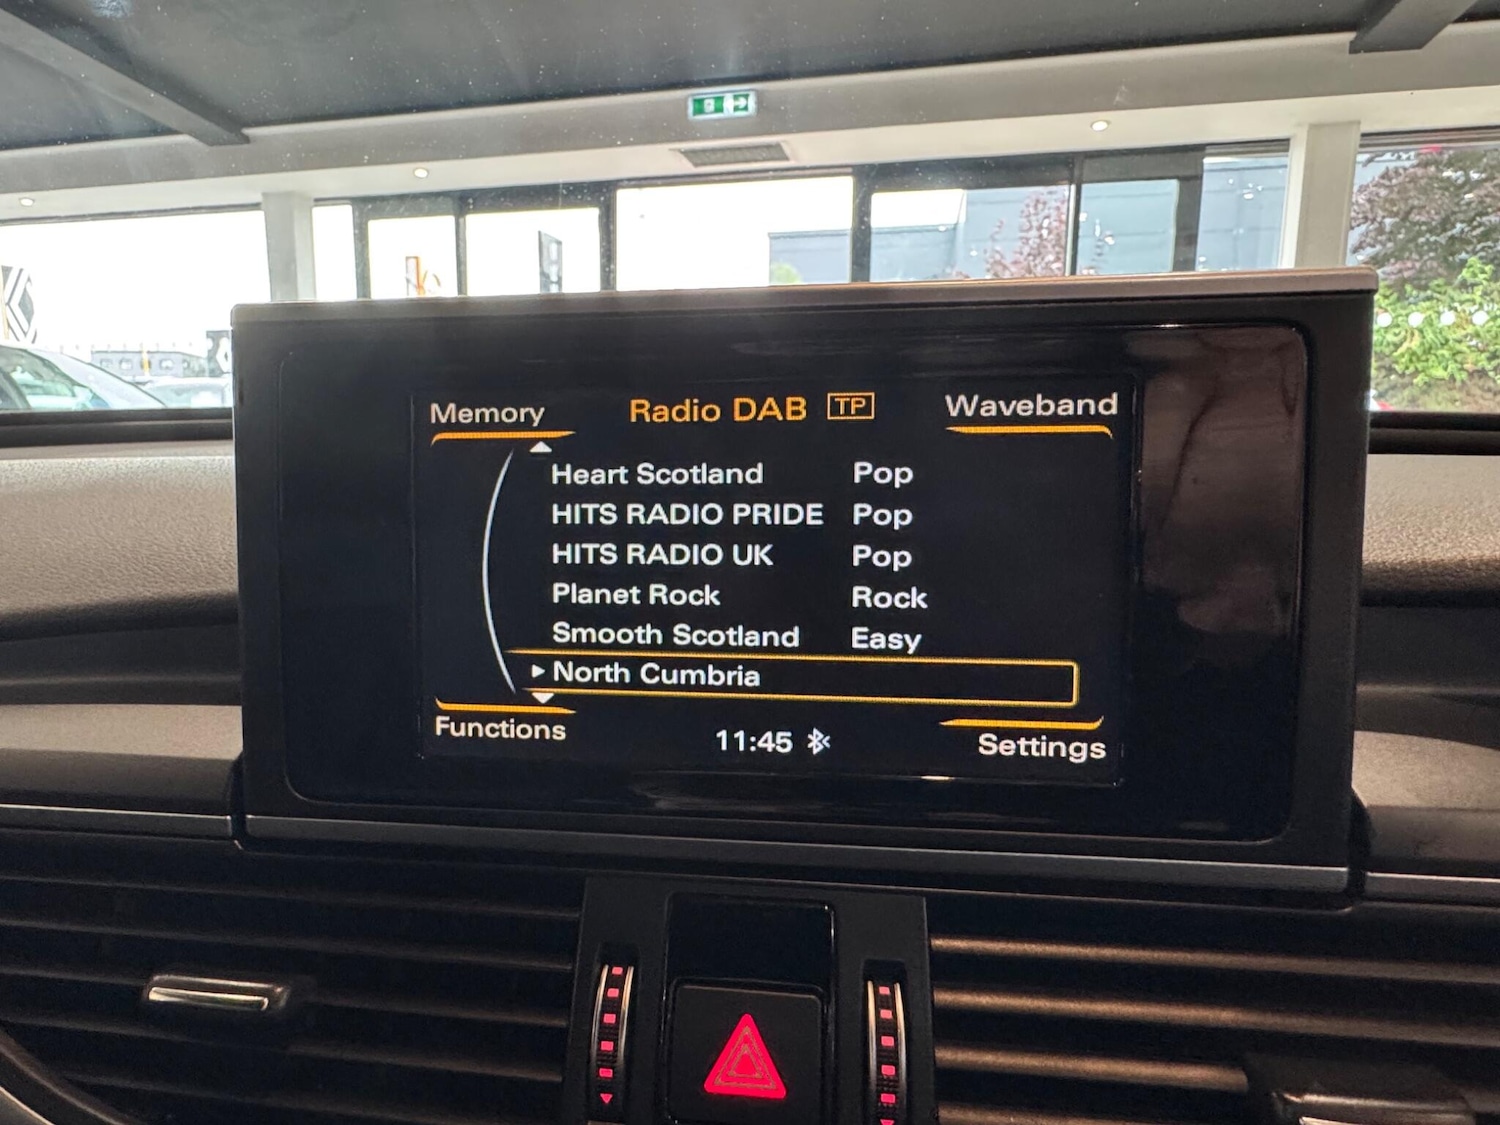 Memory Radio DAB TP Waveband
Heart Scotland Pop
HITS RADIO PRIDE Pop
HITS RADIO UK Pop
Planet Rock Rock
Smooth Scotland Easy
North Cumbria
Functions 11:45 Settings